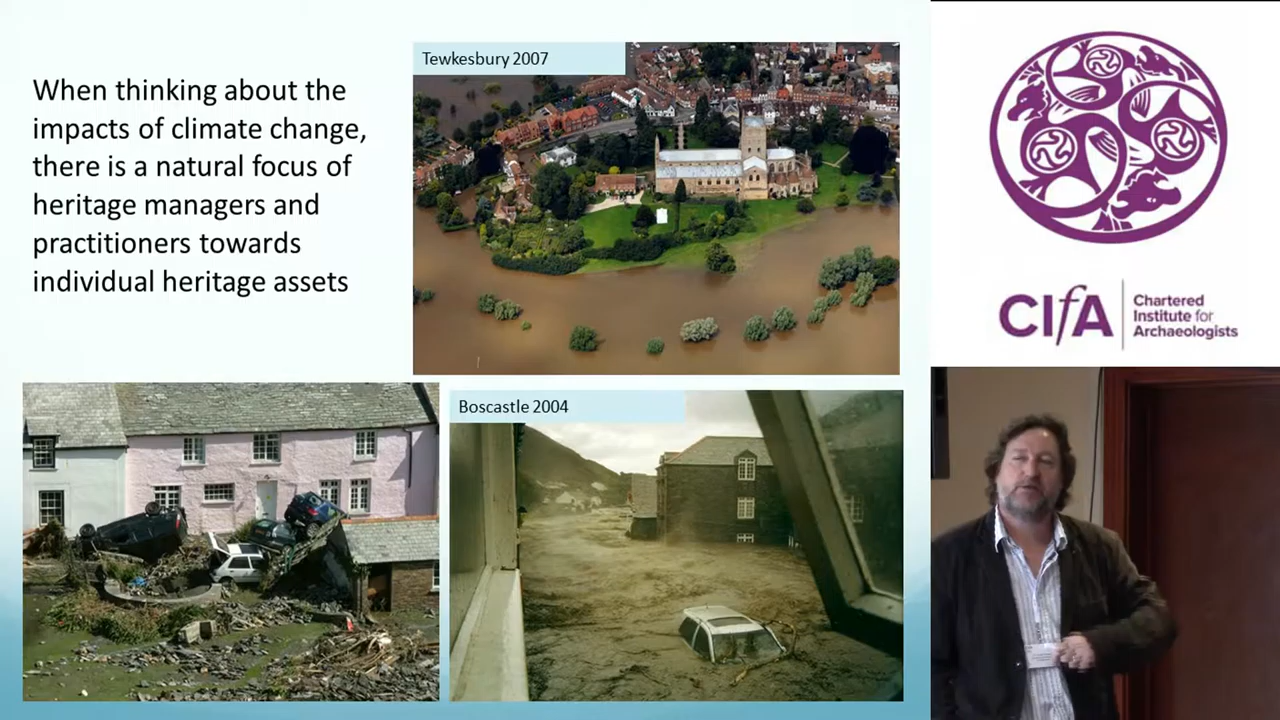 When thinking about the
impacts of climate change,
there is a natural focus of
heritage managers and
practitioners towards
individual heritage assets
Tewkesbury 2007
Boscastle 2004
CIfA
Chartered
Institute for
Archaeologists